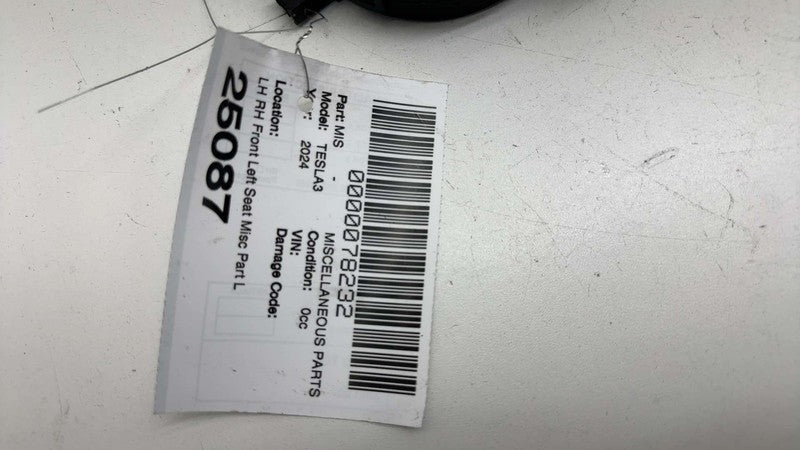 0000078232
Part: MIS - MISCELLANEOUS PARTS
Model: TESLA3 Condition: 0cc
Year: 2024 VIN:
Location: Damage Code:
LH RH Front Left Seat Misc Part L
25087